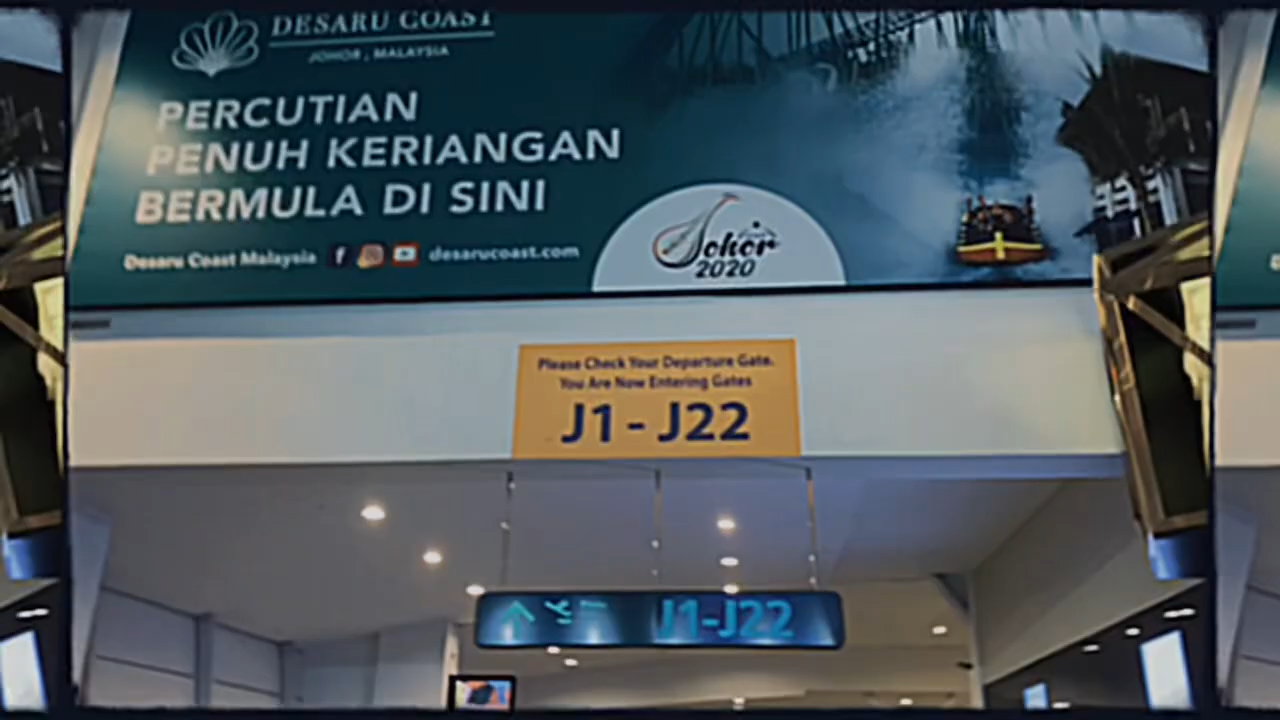 DESARU COAST
JOHOR, MALAYSIA
PERCUTIAN
PENUH KERIANGAN
BERMULA DI SINI
Desaru Coast Malaysia
desarucoast.com
Johor
2020
Please Check Your Departure Gate.
You Are Now Entering Gates
J1 - J22
J1-J22